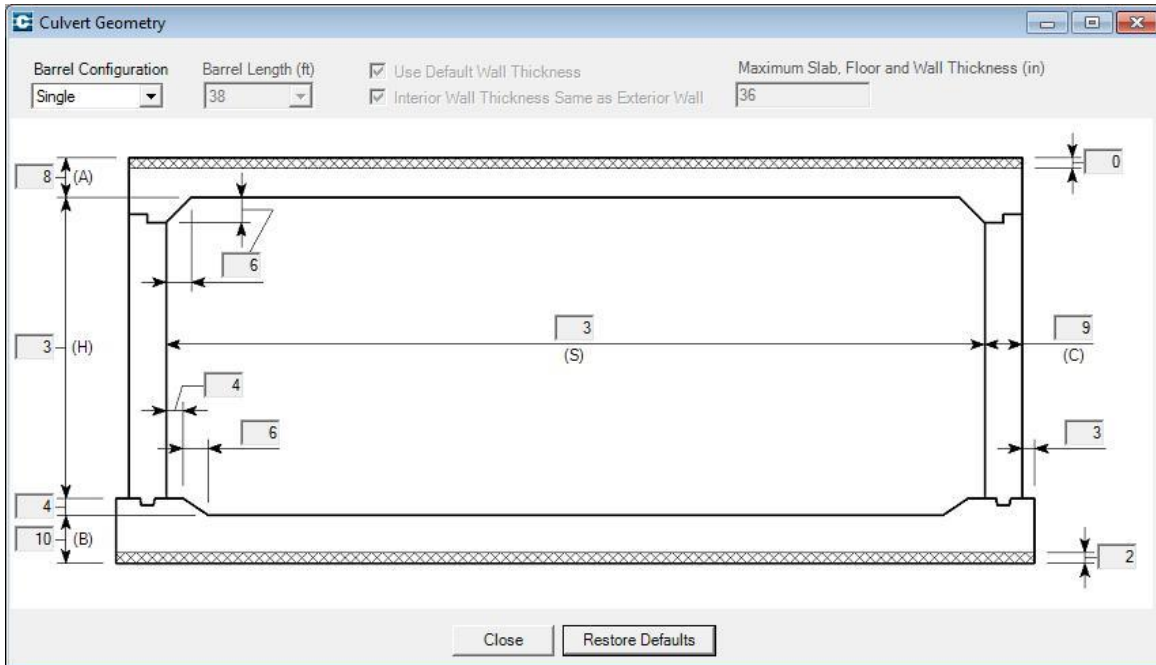 Culvert Geometry
Barrel Configuration
Single
Barrel Length (ft)
38
Use Default Wall Thickness
Interior Wall Thickness Same as Exterior Wall
Maximum Slab, Floor and Wall Thickness (in)
36
8 (A)
0
6
3 (H)
3
(S)
9
(C)
4
6
3
4
10 (B)
2
Close
Restore Defaults